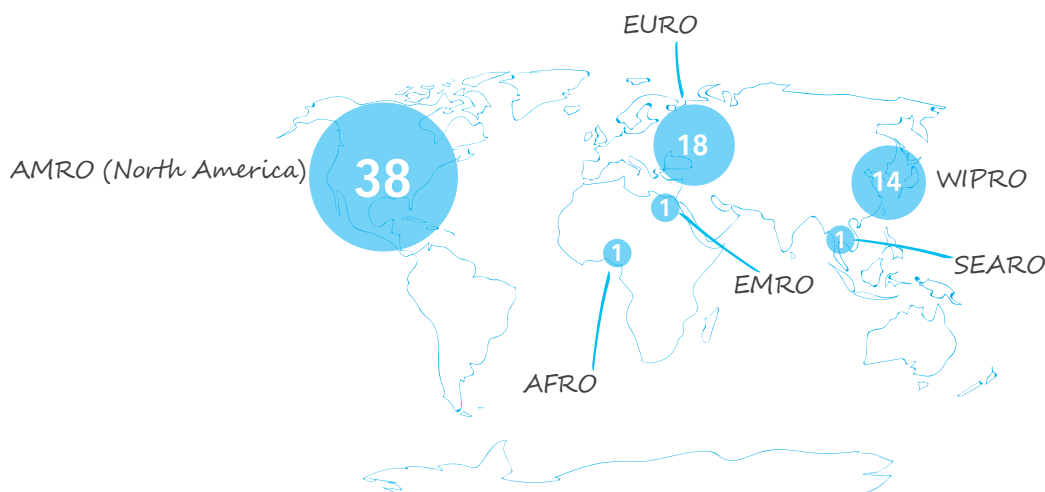 EURO
18
AMRO (North America)
38
14
WIPRO
1
1
SEARO
1
EMRO
AFRO